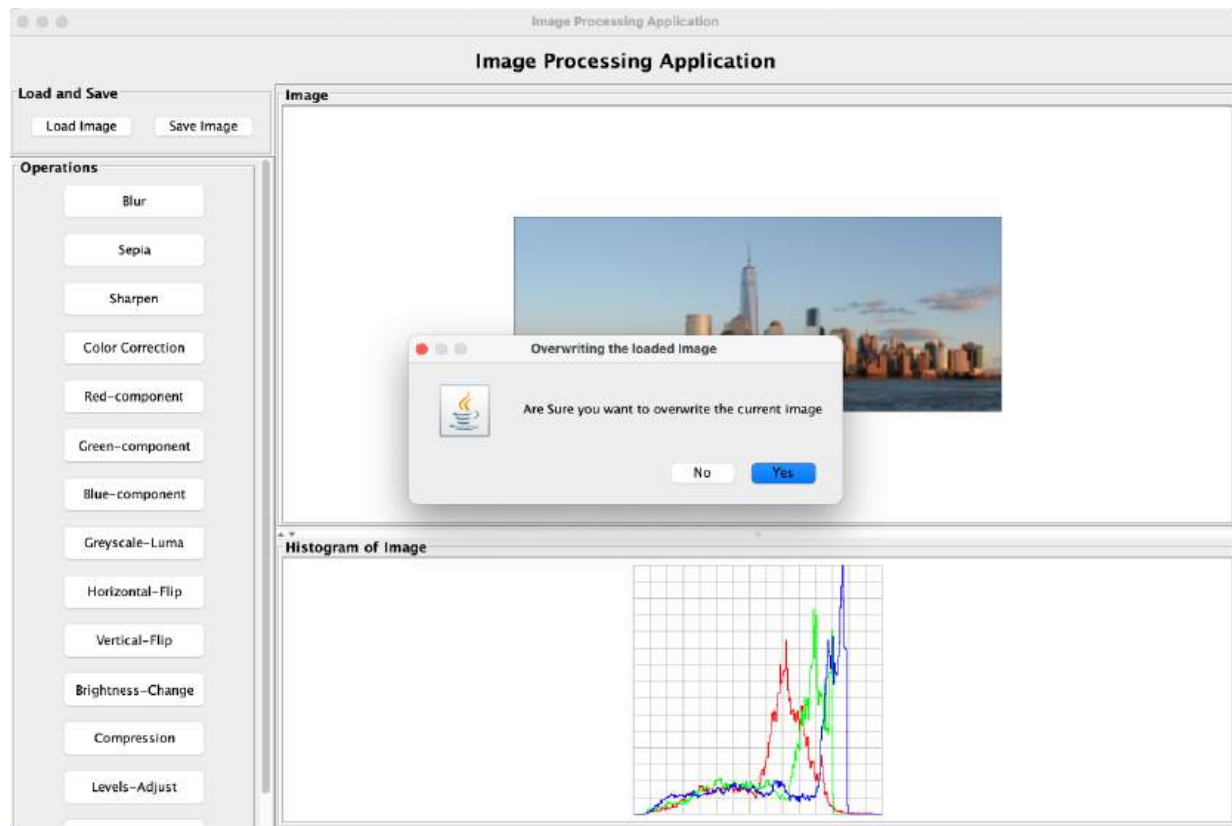 Image Processing Application
Image Processing Application
Load and Save
Load Image
Save Image
Operations
Blur
Sepia
Sharpen
Color Correction
Red-component
Green-component
Blue-component
Greyscale-Luma
Horizontal-Flip
Vertical-Flip
Brightness-Change
Compression
Levels-Adjust
Image
Overwriting the loaded image
Are Sure you want to overwrite the current image
No
Yes
Histogram of Image